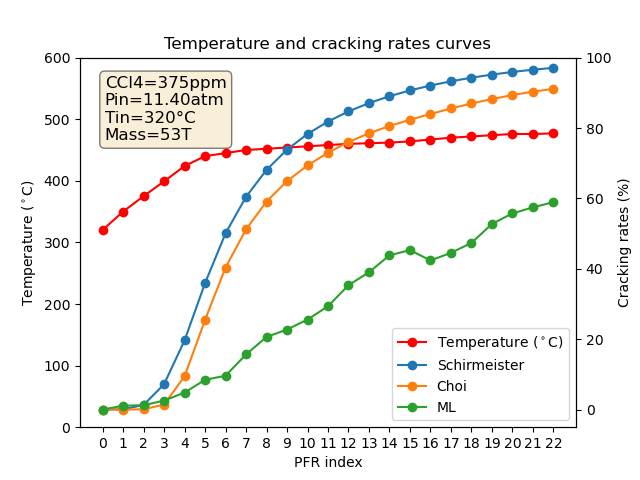 Temperature and cracking rates curves
CCl4=375ppm
Pin=11.40atm
Tin=320°C
Mass=53T
600
500
400
300
200
100
0
Temperature (°C)
100
80
60
40
20
0
Cracking rates (%)
Temperature (°C)
Schirmeister
Choi
ML
0 1 2 3 4 5 6 7 8 9 10 11 12 13 14 15 16 17 18 19 20 21 22
PFR index